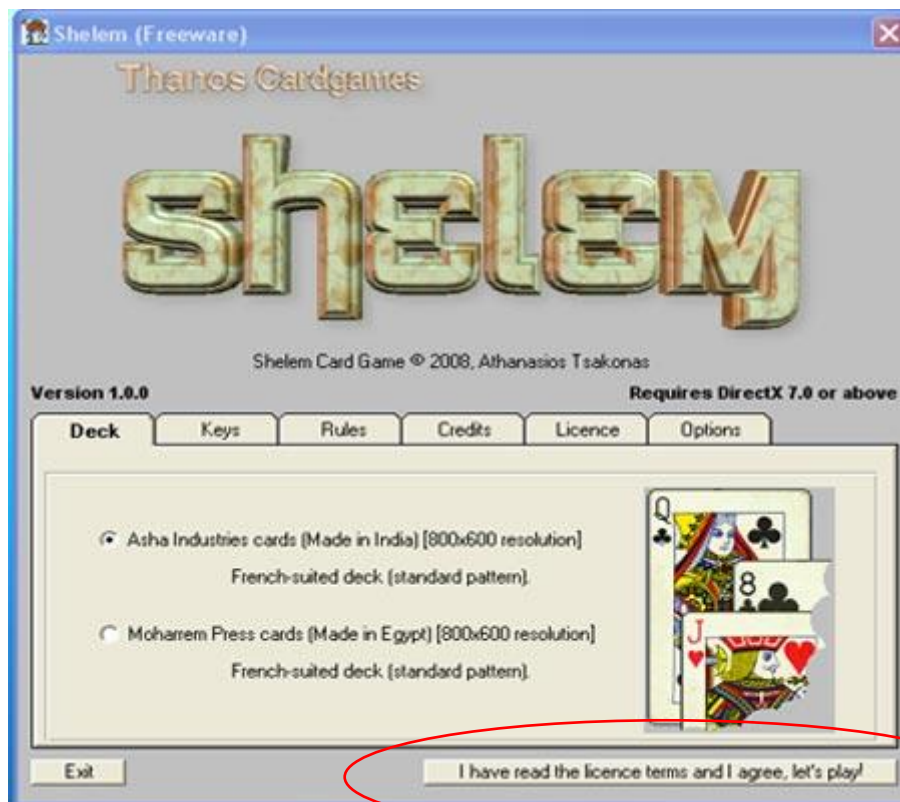 Shelem (Freeware)
Thanos Cardgames
shelem
Shelem Card Game © 2008, Athanasios Tsakonas
Version 1.0.0 Requires DirectX 7.0 or above
Deck Keys Rules Credits Licence Options
Asha Industries cards (Made in India) [800x600 resolution]
French-suited deck (standard pattern).
Moharrem Press cards (Made in Egypt) [800x600 resolution]
French-suited deck (standard pattern).
Q
8
J
Exit I have read the licence terms and I agree, let's play!